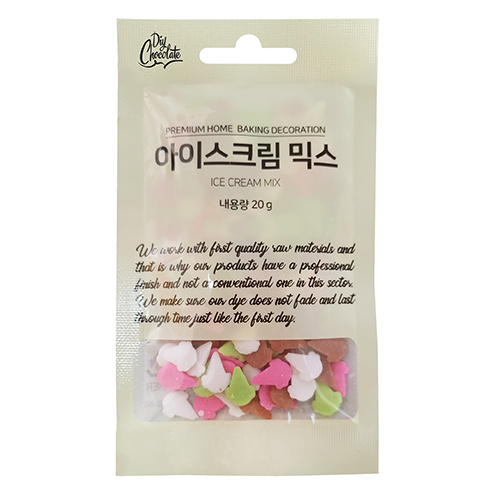 Diy
Chocolate
PREMIUM HOME BAKING DECORATION
아이스크림 믹스
ICE CREAM MIX
내용량 20 g
We work with first quality raw materials and
that is why our products have a professional
finish and not a conventional one in this sector.
We make sure our dye does not fade and last
through time just like the first day.